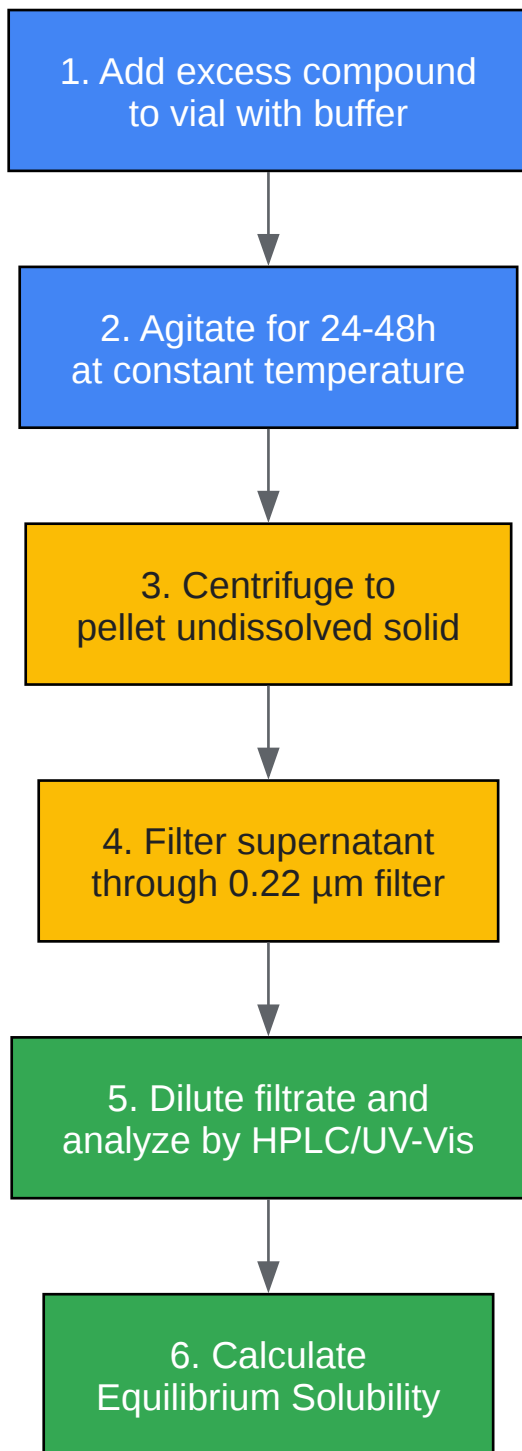 1. Add excess compound
to vial with buffer
2. Agitate for 24-48h
at constant temperature
3. Centrifuge to
pellet undissolved solid
4. Filter supernatant
through 0.22 µm filter
5. Dilute filtrate and
analyze by HPLC/UV-Vis
6. Calculate
Equilibrium Solubility